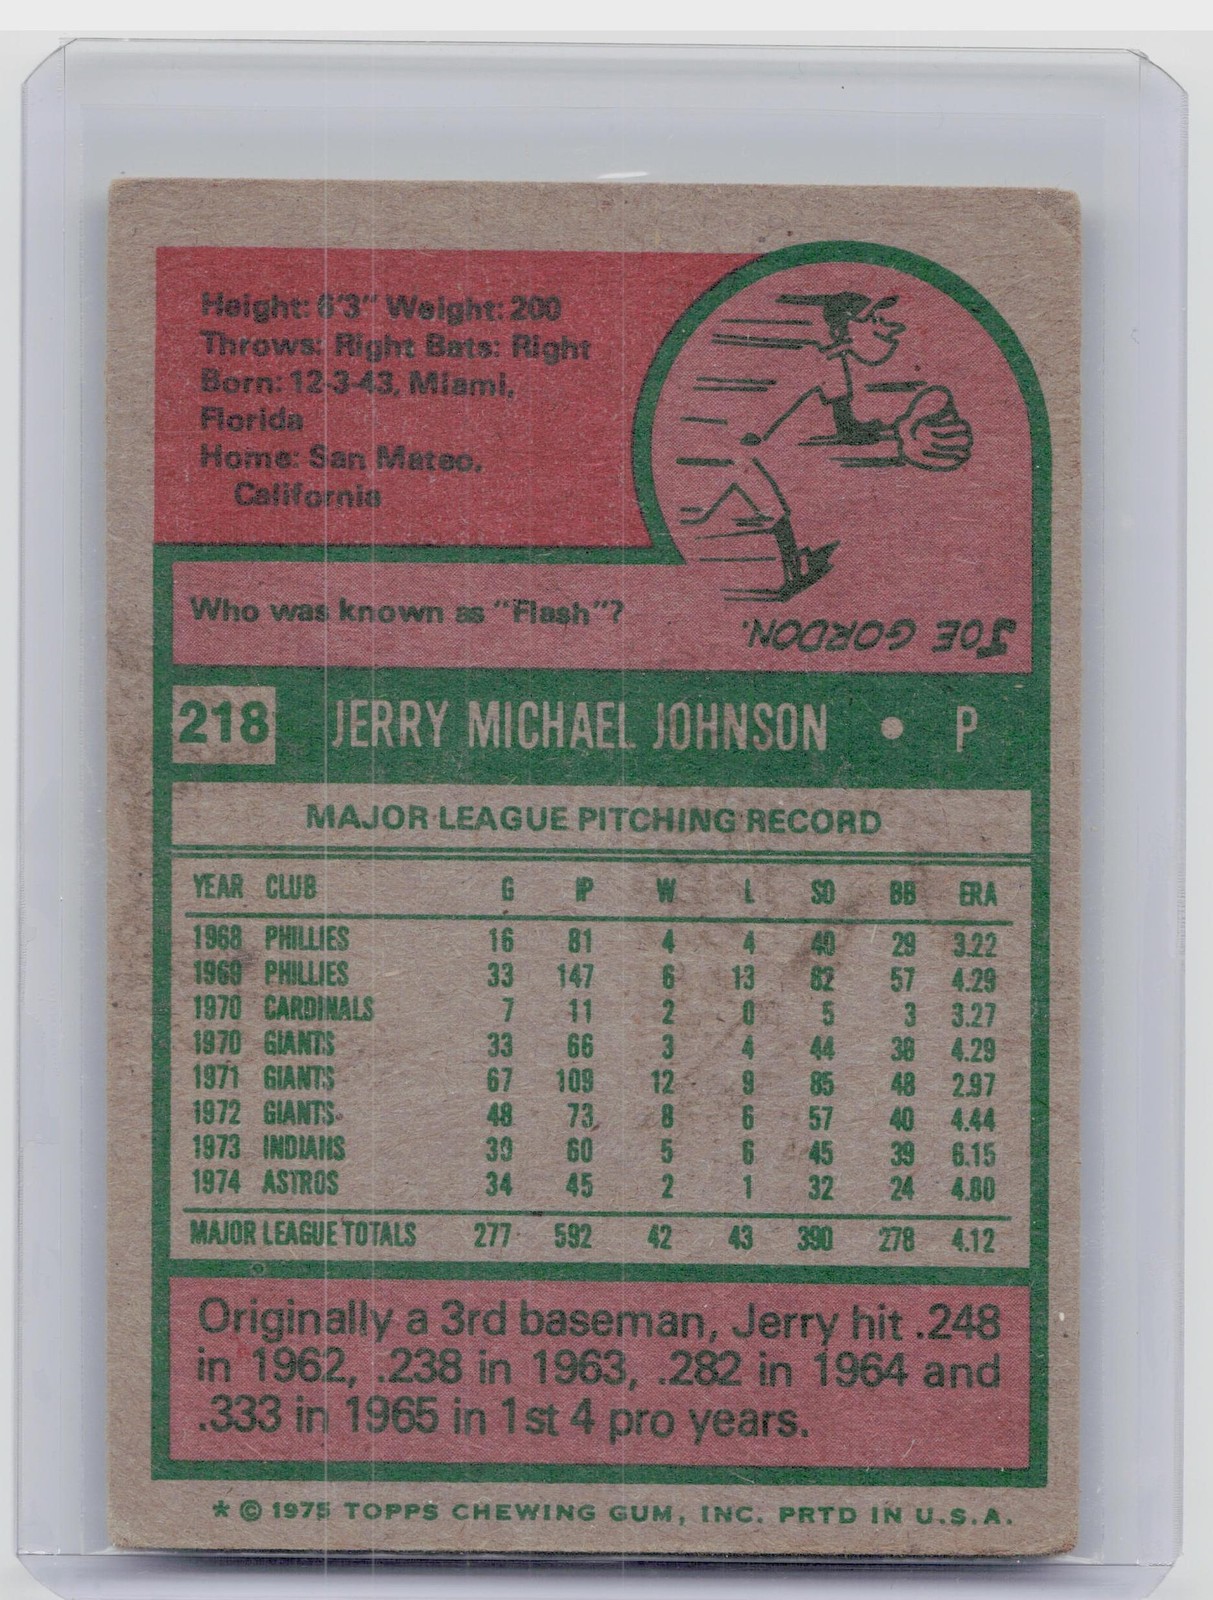 Height: 6'3" Weight: 200
Throws: Right Bats: Right
Born: 12-3-43, Miami,
Florida
Home: San Mateo,
California
Who was known as "Flash"?
JOE GORDON.
218 JERRY MICHAEL JOHNSON • P
MAJOR LEAGUE PITCHING RECORD
YEAR CLUB G IP W L SO BB ERA
1968 PHILLIES 16 81 4 4 40 29 3.22
1969 PHILLIES 33 147 6 13 82 57 4.29
1970 CARDINALS 7 11 2 0 5 3 3.27
1970 GIANTS 33 66 3 4 44 38 4.29
1971 GIANTS 67 109 12 9 85 48 2.97
1972 GIANTS 48 73 8 6 57 40 4.44
1973 INDIANS 39 60 5 6 45 39 6.15
1974 ASTROS 34 45 2 1 32 24 4.80
MAJOR LEAGUE TOTALS 277 592 42 43 390 278 4.12
Originally a 3rd baseman, Jerry hit .248
in 1962, .238 in 1963, .282 in 1964 and
.333 in 1965 in 1st 4 pro years.
* © 1975 TOPPS CHEWING GUM, INC. PRTD IN U.S.A.